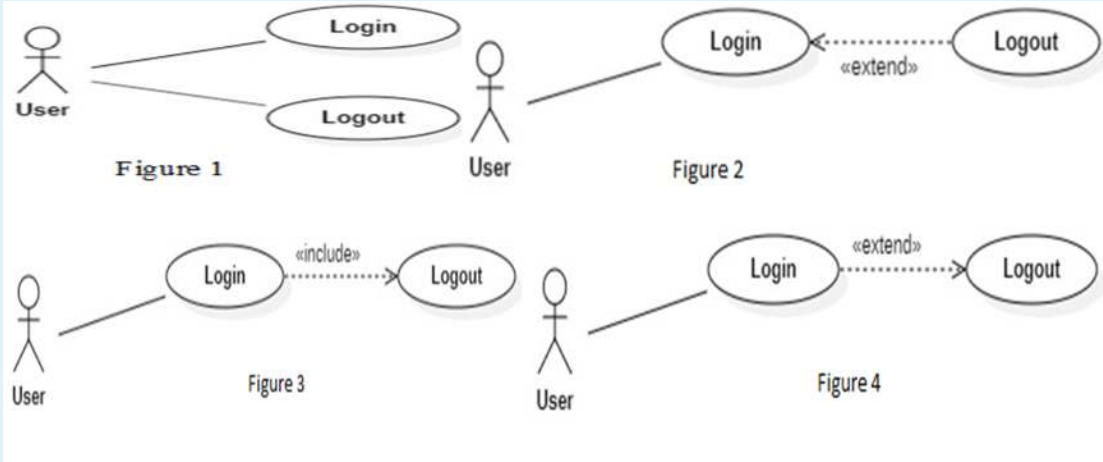 Login
User
Logout
Figure 1
Login
«extend»
Logout
User
Figure 2
Login
«include»
Logout
User
Figure 3
Login
«extend»
Logout
User
Figure 4